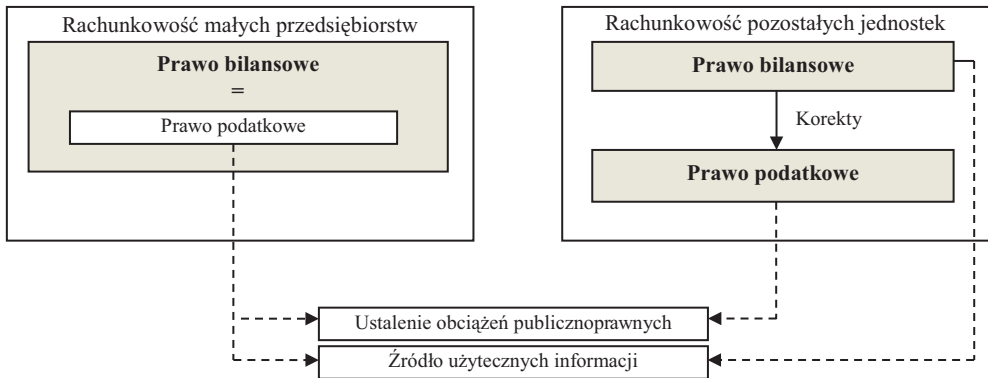 Rachunkowość małych przedsiębiorstw
Prawo bilansowe
=
Prawo podatkowe
Rachunkowość pozostałych jednostek
Prawo bilansowe
Korekty
Prawo podatkowe
Ustalenie obciążeń publicznoprawnych
Źródło użytecznych informacji